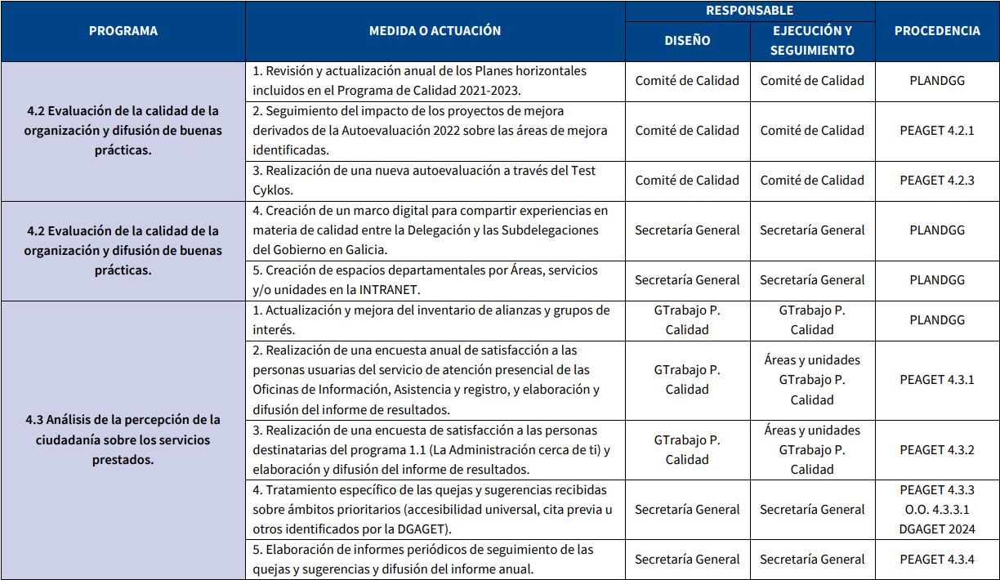 PROGRAMA
MEDIDA O ACTUACIÓN
RESPONSABLE
DISEÑO
EJECUCIÓN Y
SEGUIMIENTO
PROCEDENCIA
4.2 Evaluación de la calidad de la
organización y difusión de buenas
prácticas.
1. Revisión y actualización anual de los Planes horizontales
incluidos en el Programa de Calidad 2021-2023.
Comité de Calidad
Comité de Calidad
PLANDGG
2. Seguimiento del impacto de los proyectos de mejora
derivados de la Autoevaluación 2022 sobre las áreas de mejora
identificadas.
Comité de Calidad
Comité de Calidad
PEAGET 4.2.1
3. Realización de una nueva autoevaluación a través del Test
Cyklos.
Comité de Calidad
Comité de Calidad
PEAGET 4.2.3
4.2 Evaluación de la calidad de la
organización y difusión de buenas
prácticas.
4. Creación de un marco digital para compartir experiencias en
materia de calidad entre la Delegación y las Subdelegaciones
del Gobierno en Galicia.
Secretaría General
Secretaría General
PLANDGG
5. Creación de espacios departamentales por Áreas, servicios
y/o unidades en la INTRANET.
Secretaría General
Secretaría General
PLANDGG
4.3 Análisis de la percepción de la
ciudadanía sobre los servicios
prestados.
1. Actualización y mejora del inventario de alianzas y grupos de
interés.
GTrabajo P.
Calidad
GTrabajo P.
Calidad
PLANDGG
2. Realización de una encuesta anual de satisfacción a las
personas usuarias del servicio de atención presencial de las
Oficinas de Información, Asistencia y registro, y elaboración y
difusión del informe de resultados.
GTrabajo P.
Calidad
Áreas y unidades
GTrabajo P.
Calidad
PEAGET 4.3.1
3. Realización de una encuesta de satisfacción a las personas
destinatarias del programa 1.1 (La Administración cerca de ti) y
elaboración y difusión del informe de resultados.
GTrabajo P.
Calidad
Áreas y unidades
GTrabajo P.
Calidad
PEAGET 4.3.2
4. Tratamiento específico de las quejas y sugerencias recibidas
sobre ámbitos prioritarios (accesibilidad universal, cita previa u
otros identificados por la DGAGET).
Secretaría General
Secretaría General
PEAGET 4.3.3
O.O. 4.3.3.1
DGAGET 2024
5. Elaboración de informes periódicos de seguimiento de las
quejas y sugerencias y difusión del informe anual.
Secretaría General
Secretaría General
PEAGET 4.3.4